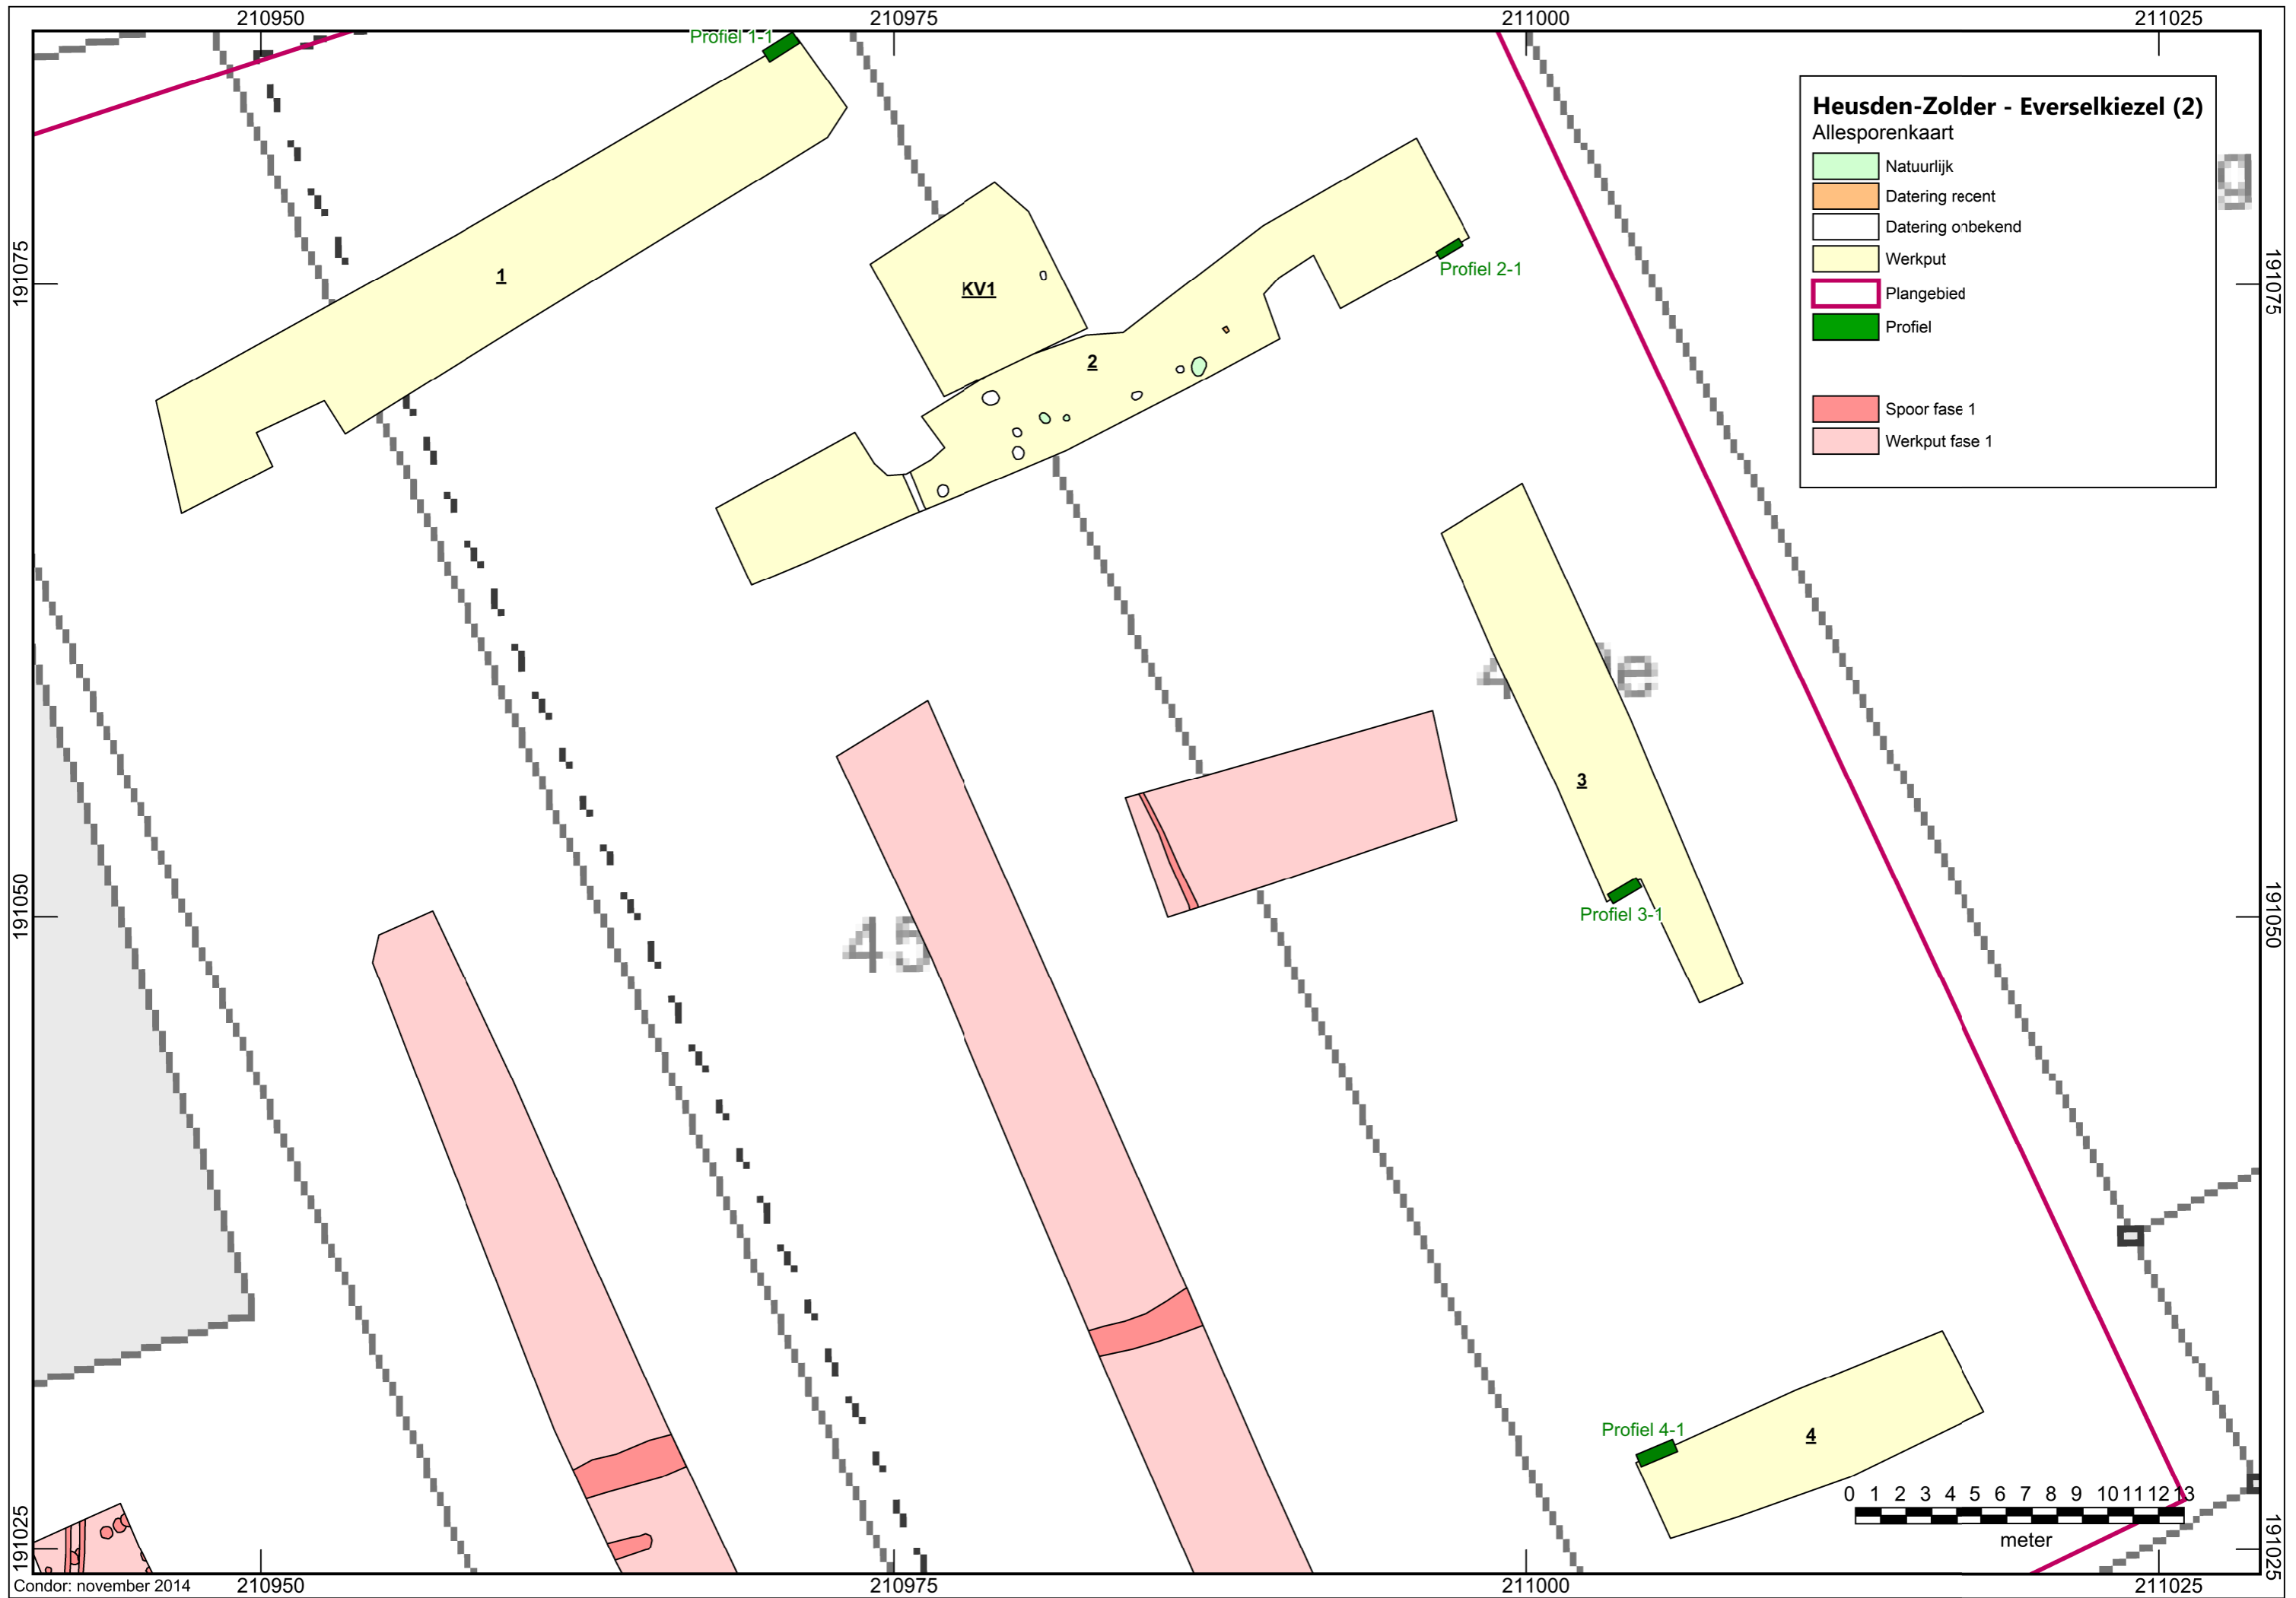 210950
210975
211000
211025
Profiel 1-1
Heusden-Zolder - Everselkiezel (2)
Allesporenkaart
Natuurlijk
Datering recent
Datering onbekend
Werkput
Plangebied
Profiel
Spoor fase 1
Werkput fase 1
191075
191075
1
KV1
Profiel 2-1
2
3
191050
191050
45
Profiel 3-1
Profiel 4-1
4
0 1 2 3 4 5 6 7 8 9 10 11 12 13
meter
191025
191025
Condor: november 2014
210950
210975
211000
211025